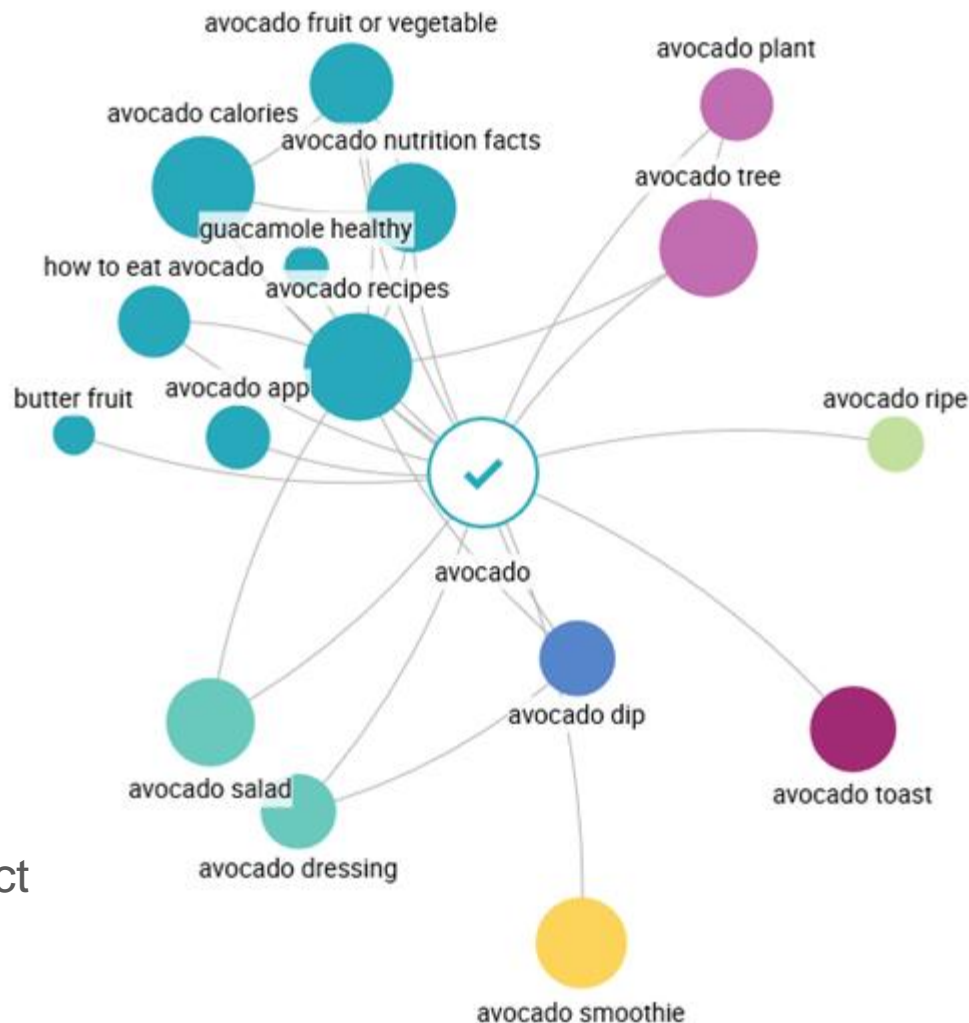 avocado fruit or vegetable
avocado plant
avocado calories
avocado nutrition facts
avocado tree
guacamole healthy
how to eat avocado
avocado recipes
butter fruit
avocado app
avocado ripe
avocado
avocado dip
avocado salad
avocado toast
avocado dressing
ct
avocado smoothie